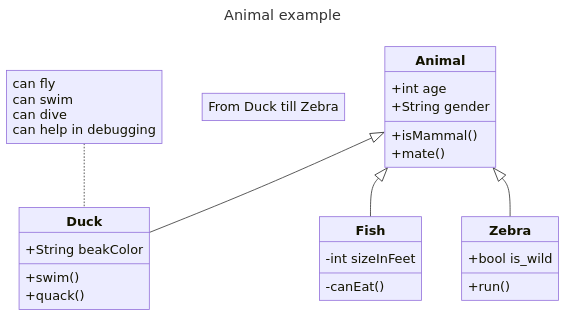 Animal example
can fly
can swim
can dive
can help in debugging
From Duck till Zebra
Animal
+int age
+String gender
+isMammal()
+mate()
Duck
+String beakColor
+swim()
+quack()
Fish
-int sizeInFeet
-canEat()
Zebra
+bool is_wild
+run()